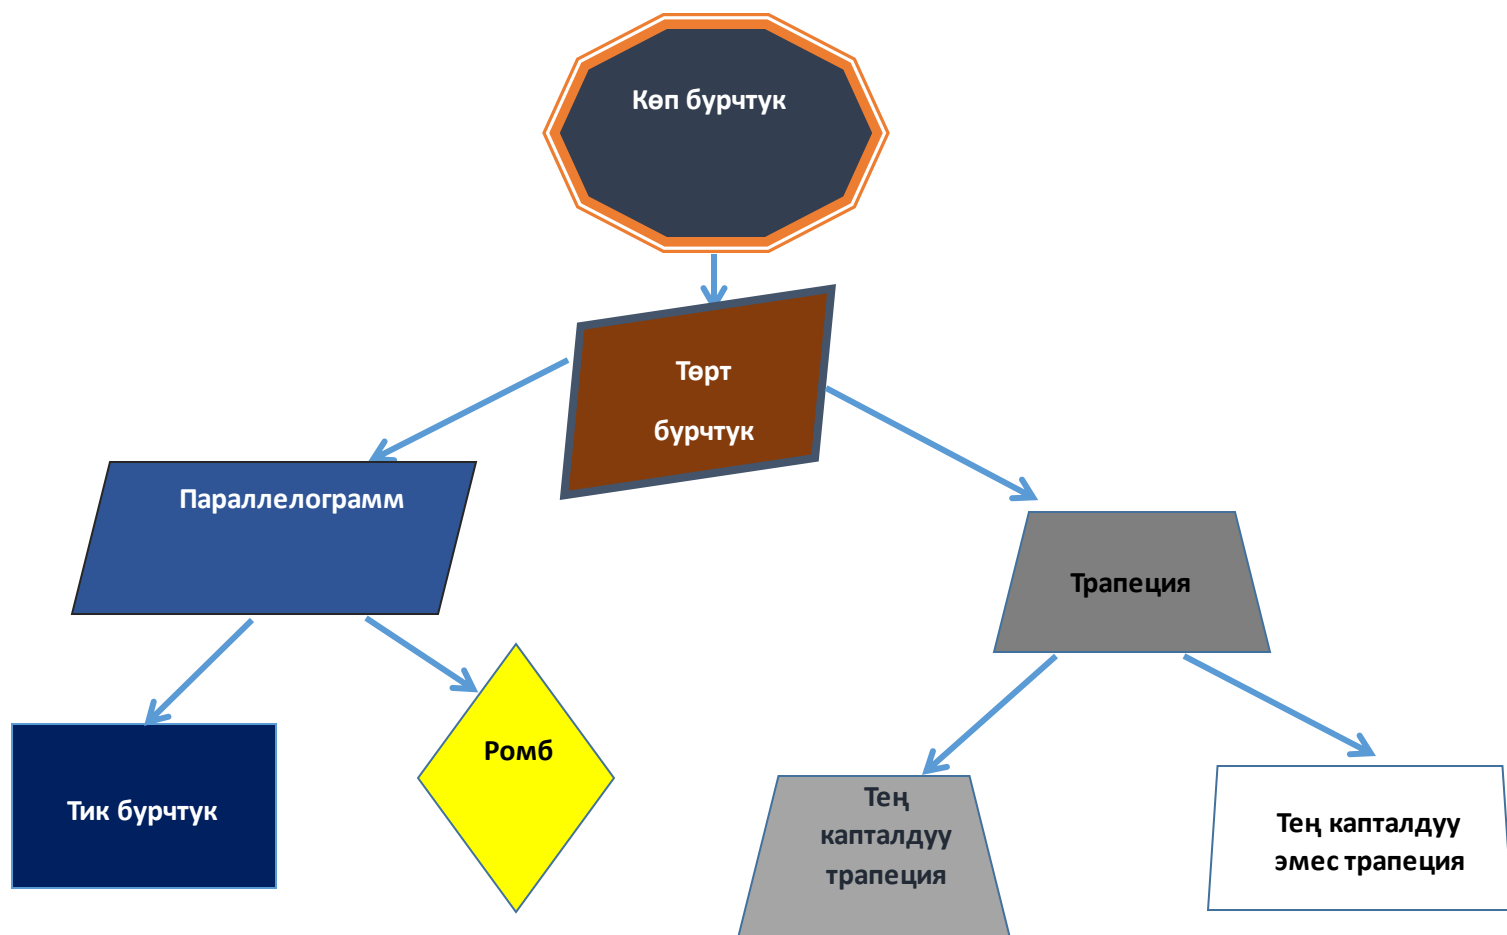 Көп бурчтук
Төрт
бурчтук
Параллелограмм
Трапеция
Ромб
Тик бурчтук
Тең
капталдуу
трапеция
Тең капталдуу
эмес трапеция